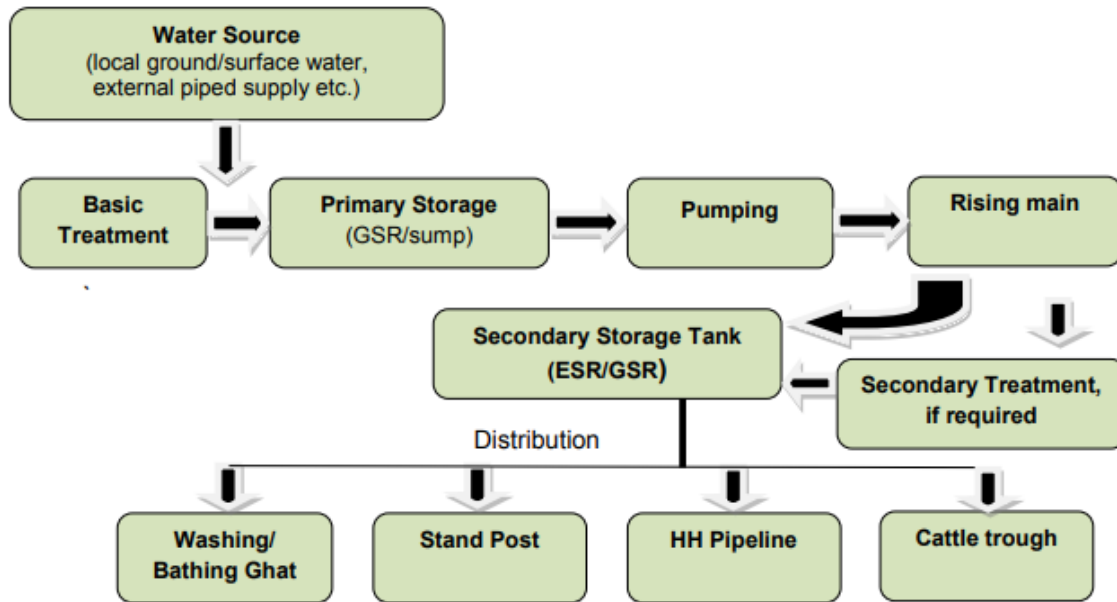 Water Source
(local ground/surface water,
external piped supply etc.)
Basic
Treatment
Primary Storage
(GSR/sump)
Pumping
Rising main
Secondary Storage Tank
(ESR/GSR)
Secondary Treatment,
if required
Distribution
Washing/
Bathing Ghat
Stand Post
HH Pipeline
Cattle trough